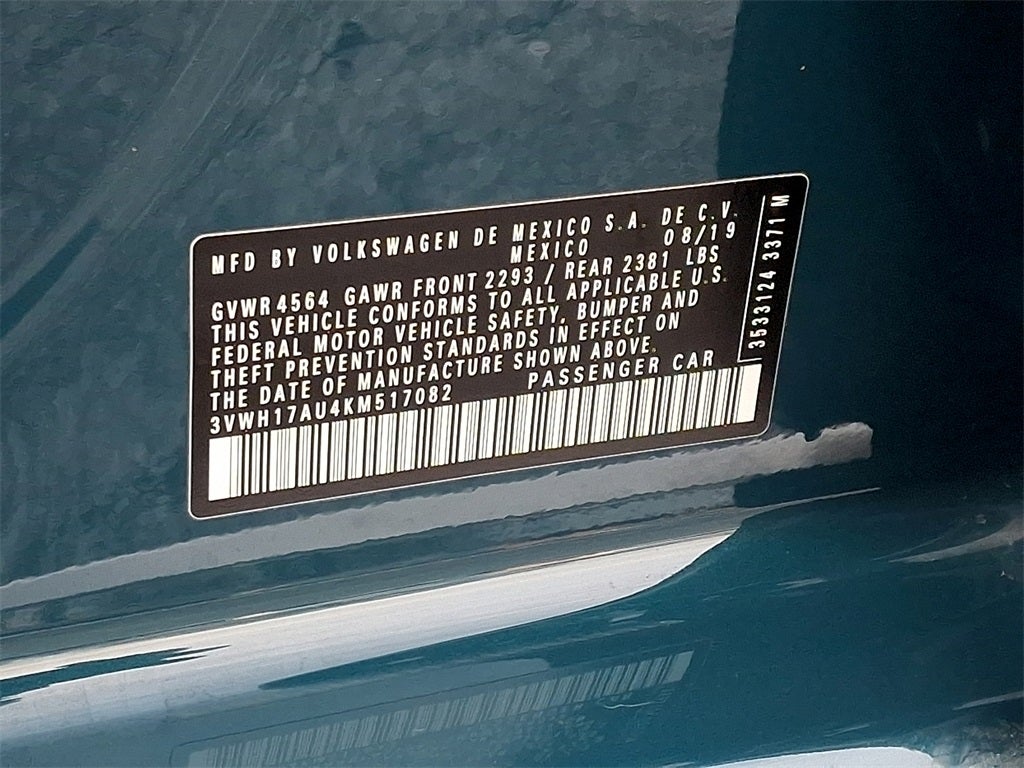 MFD BY VOLKSWAGEN DE MEXICO S.A. DE C.V.
MEXICO 08/19
GVWR 4564 GAWR FRONT 2293 / REAR 2381 LBS
THIS VEHICLE CONFORMS TO ALL APPLICABLE U.S.
FEDERAL MOTOR VEHICLE SAFETY, BUMPER AND
THEFT PREVENTION STANDARDS IN EFFECT ON
THE DATE OF MANUFACTURE SHOWN ABOVE.
3VWH17AU4KM517082 PASSENGER CAR
3533124 3371 M